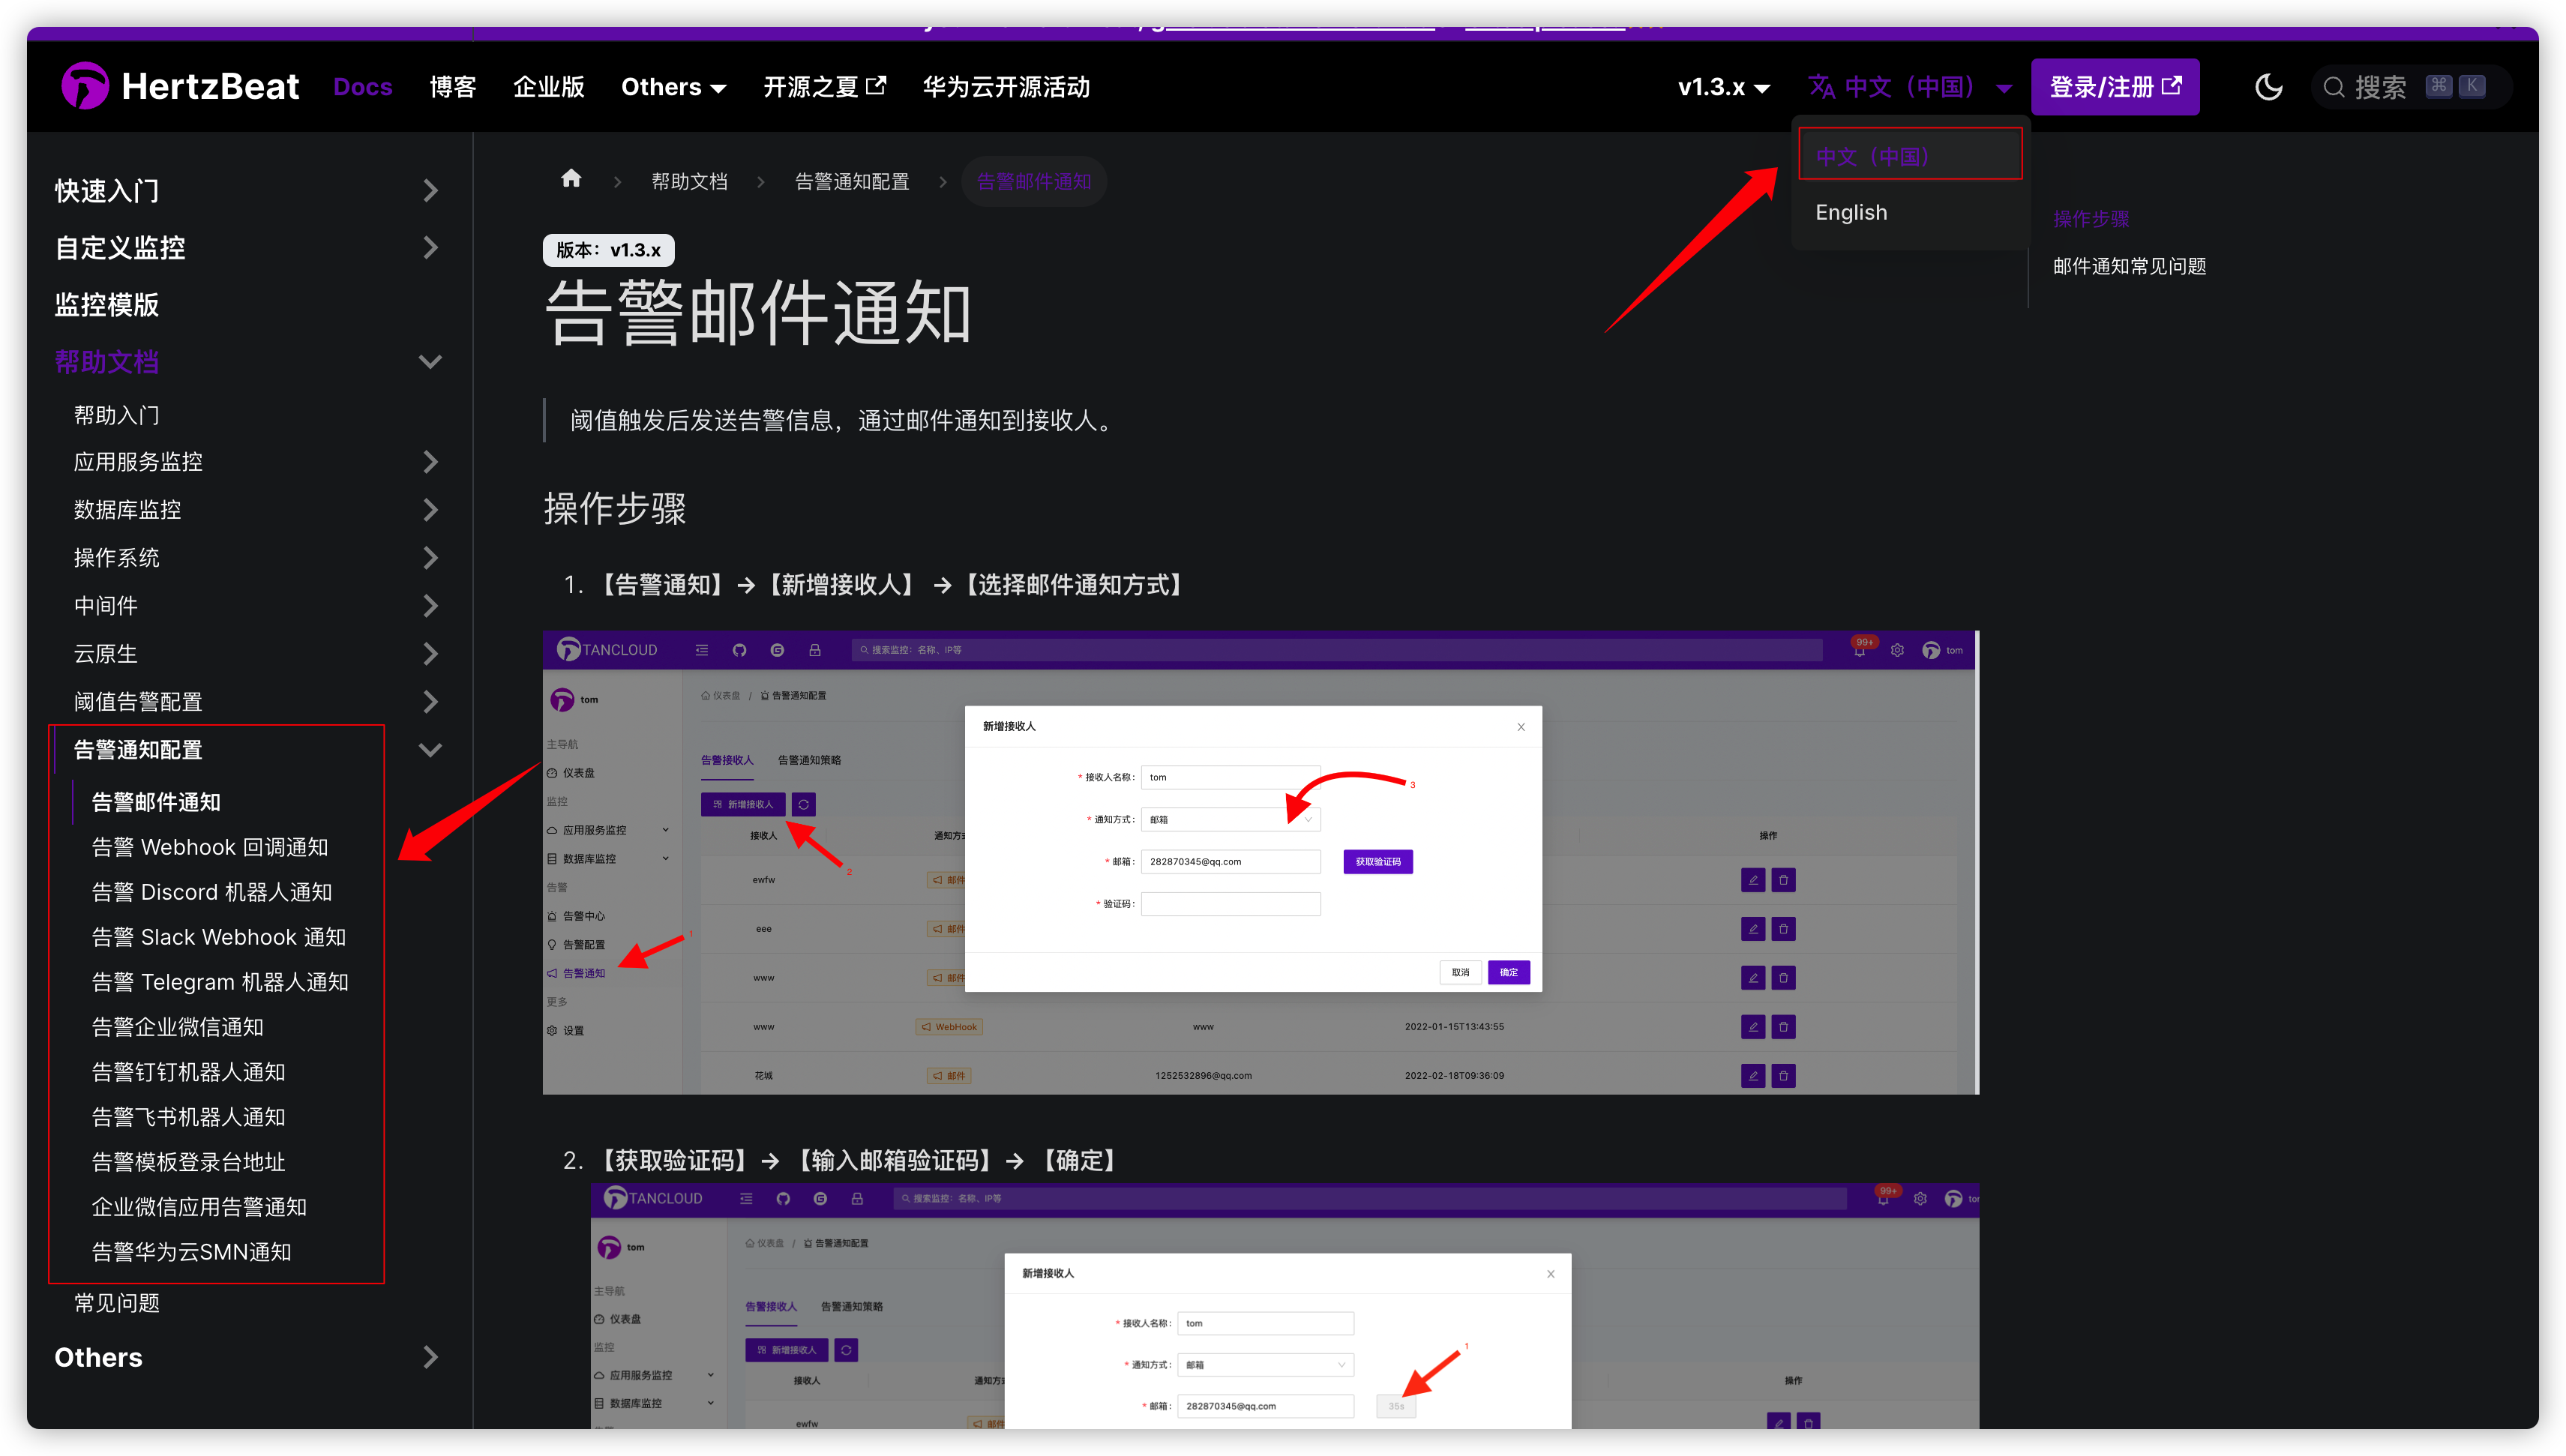 HertzBeat Docs 博客 企业版 Others 开源之夏 华为云开源活动 v1.3.x 中文（中国） 登录/注册 搜索 ⌘ K
中文（中国）
English
快速入门
自定义监控
监控模版
帮助文档
帮助入门
应用服务监控
数据库监控
操作系统
中间件
云原生
阈值告警配置
告警通知配置
告警邮件通知
告警 Webhook 回调通知
告警 Discord 机器人通知
告警 Slack Webhook 通知
告警 Telegram 机器人通知
告警企业微信通知
告警钉钉机器人通知
告警飞书机器人通知
告警模板登录台地址
企业微信应用告警通知
告警华为云SMN通知
常见问题
Others
帮助文档 告警通知配置 告警邮件通知
版本：v1.3.x
告警邮件通知
阈值触发后发送告警信息，通过邮件通知到接收人。
操作步骤
1. 【告警通知】->【新增接收人】 ->【选择邮件通知方式】
TANCLOUD 搜索监控：名称、IP等 99+ tom
tom
主导航
仪表盘
监控
应用服务监控
数据库监控
告警
告警中心
告警配置
告警通知
1
更多
设置
仪表盘 / 告警通知配置
告警接收人 告警通知策略
新增接收人
2
接收人 通知方式 操作
ewfw 邮件
eee 邮件
www 邮件
www WebHook www 2022-01-15T13:43:55
花城 邮件 1252532896@qq.com 2022-02-18T09:36:09
新增接收人
* 接收人名称： tom
3
* 通知方式： 邮箱
* 邮箱： 282870345@qq.com 获取验证码
* 验证码：
取消 确定
2. 【获取验证码】-> 【输入邮箱验证码】-> 【确定】
TANCLOUD 搜索监控：名称、IP等 99+
tom
主导航
仪表盘
监控
应用服务监控
数据库监控
仪表盘 / 告警通知配置
告警接收人 告警通知策略
新增接收人
接收人 操作
ewfw 邮件
新增接收人
* 接收人名称： tom
1
* 通知方式： 邮箱
* 邮箱： 282870345@qq.com 35s
操作步骤
邮件通知常见问题